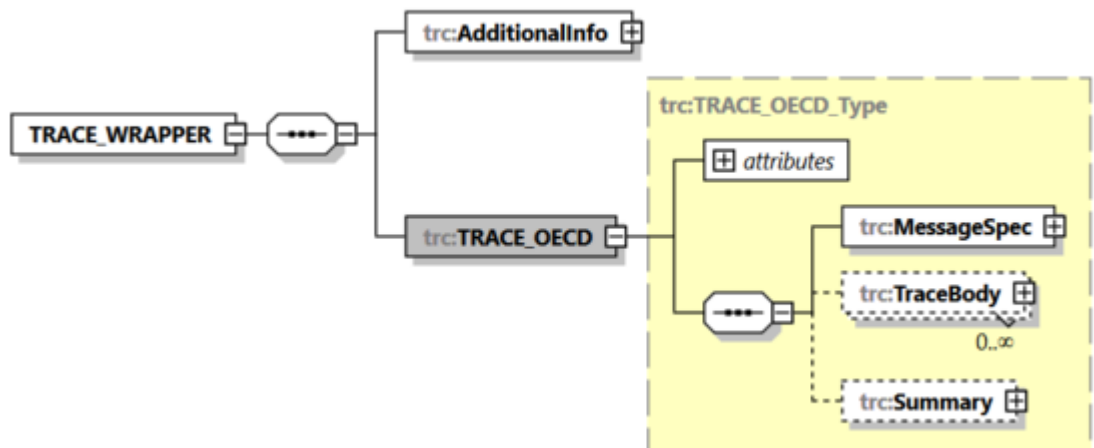 trc:AdditionalInfo
TRACE_WRAPPER
trc:TRACE_OECD_Type
attributes
trc:TRACE_OECD
trc:MessageSpec
trc:TraceBody
0..∞
trc:Summary